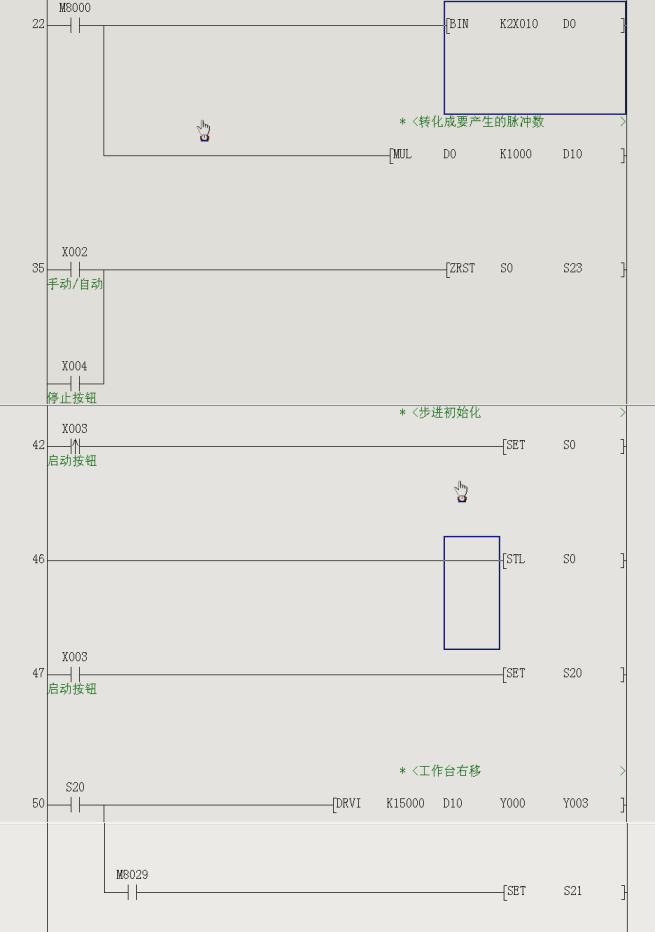 M8000
22 [BIN K2X010 D0 ]
* <转化成要产生的脉冲数 >
[MUL D0 K1000 D10 ]
X002
35 [ZRST S0 S23 ]
手动/自动
X004
停止按钮
* <步进初始化 >
X003
42 [SET S0 ]
启动按钮
46 [STL S0 ]
X003
47 [SET S20 ]
启动按钮
* <工作台右移 >
S20
50 [DRVI K15000 D10 Y000 Y003 ]
M8029
[SET S21 ]